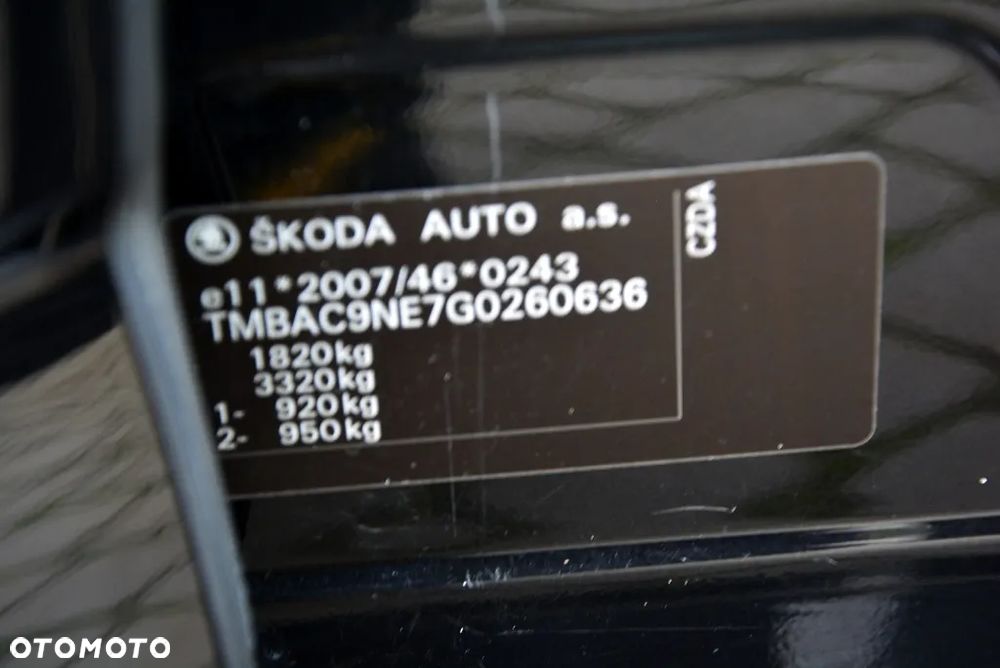 ŠKODA AUTO a.s.
e11*2007/46*0243
TMBAC9NE7G0260636
1820kg
3320kg
1- 920kg
2- 950kg
CZDA
OTOMOTO